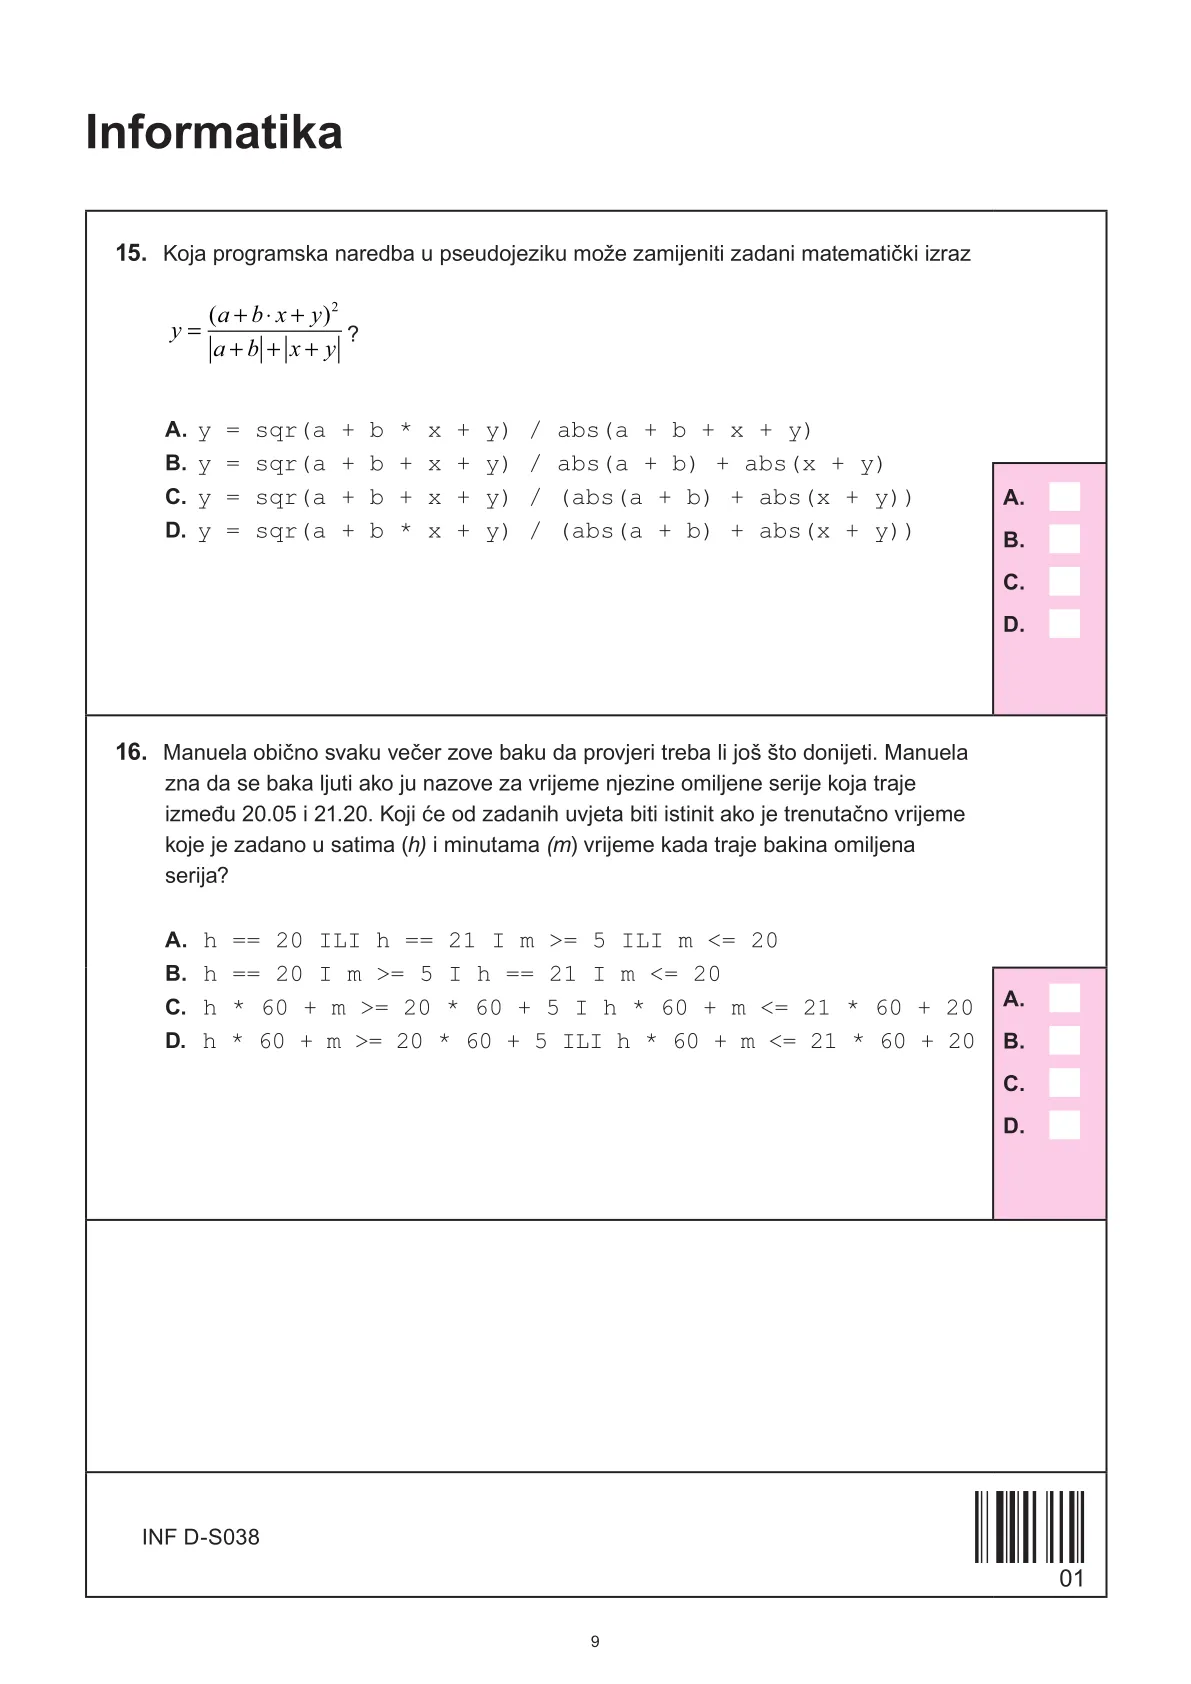 Informatika
15. Koja programska naredba u pseudojeziku može zamijeniti zadani matematički izraz
y = (a + b · x + y)² / |a + b| + |x + y| ?
A. y = sqr(a + b * x + y) / abs(a + b + x + y)
B. y = sqr(a + b + x + y) / abs(a + b) + abs(x + y)
C. y = sqr(a + b + x + y) / (abs(a + b) + abs(x + y))
D. y = sqr(a + b * x + y) / (abs(a + b) + abs(x + y))
A.
B.
C.
D.
16. Manuela obično svaku večer zove baku da provjeri treba li još što donijeti. Manuela
zna da se baka ljuti ako ju nazove za vrijeme njezine omiljene serije koja traje
između 20.05 i 21.20. Koji će od zadanih uvjeta biti istinit ako je trenutačno vrijeme
koje je zadano u satima (h) i minutama (m) vrijeme kada traje bakina omiljena
serija?
A. h == 20 ILI h == 21 I m >= 5 ILI m <= 20
B. h == 20 I m >= 5 I h == 21 I m <= 20
C. h * 60 + m >= 20 * 60 + 5 I h * 60 + m <= 21 * 60 + 20
D. h * 60 + m >= 20 * 60 + 5 ILI h * 60 + m <= 21 * 60 + 20
A.
B.
C.
D.
INF D-S038
01
9